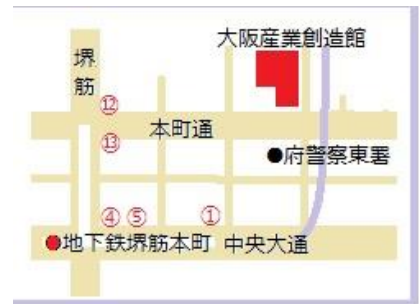 大阪産業創造館
堺筋
⑫
本町通
⑬
●府警察東署
④ ⑤ ①
●地下鉄堺筋本町 中央大通